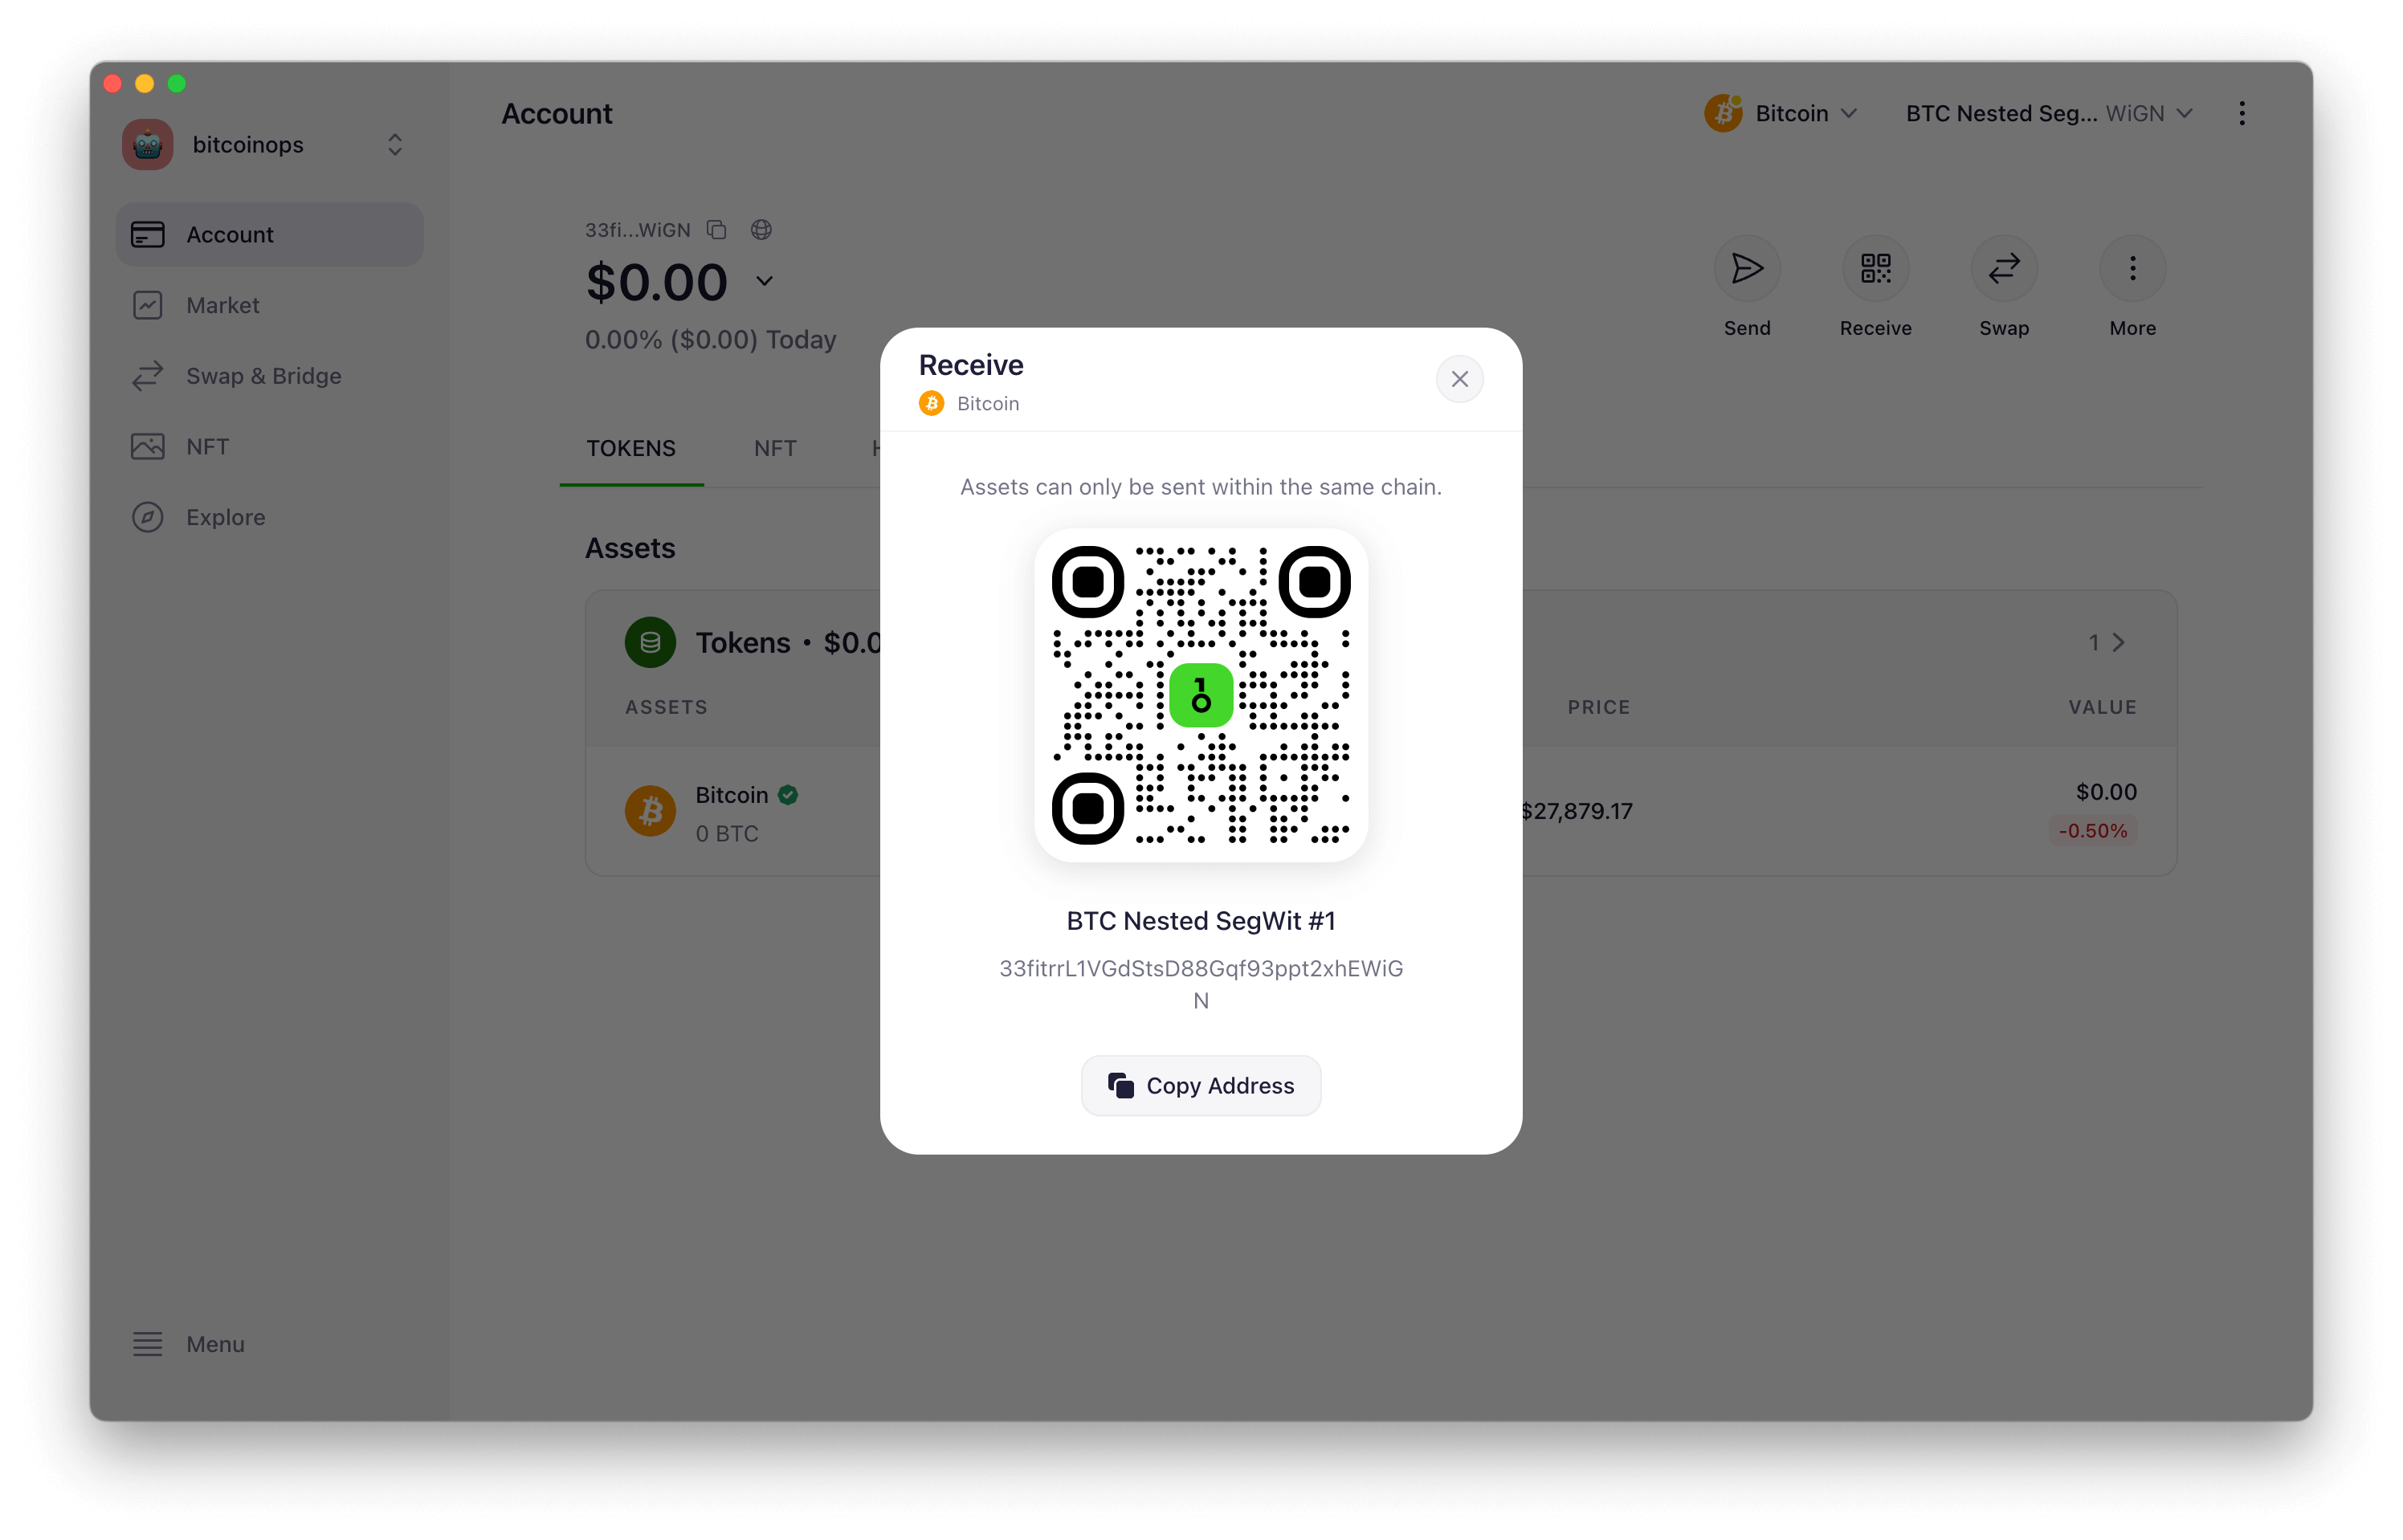 Account
Bitcoin
BTC Nested Seg... WiGN
bitcoinops
Account
Market
Swap & Bridge
NFT
Explore
Menu
33fi...WiGN
$0.00
0.00% ($0.00) Today
Send
Receive
Swap
More
TOKENS
NFT
Assets
Tokens • $0.0
1
ASSETS
PRICE
VALUE
Bitcoin
0 BTC
$27,879.17
$0.00
-0.50%
Receive
Bitcoin
Assets can only be sent within the same chain.
BTC Nested SegWit #1
33fitrrL1VGdStsD88Gqf93ppt2xhEWiG
N
Copy Address